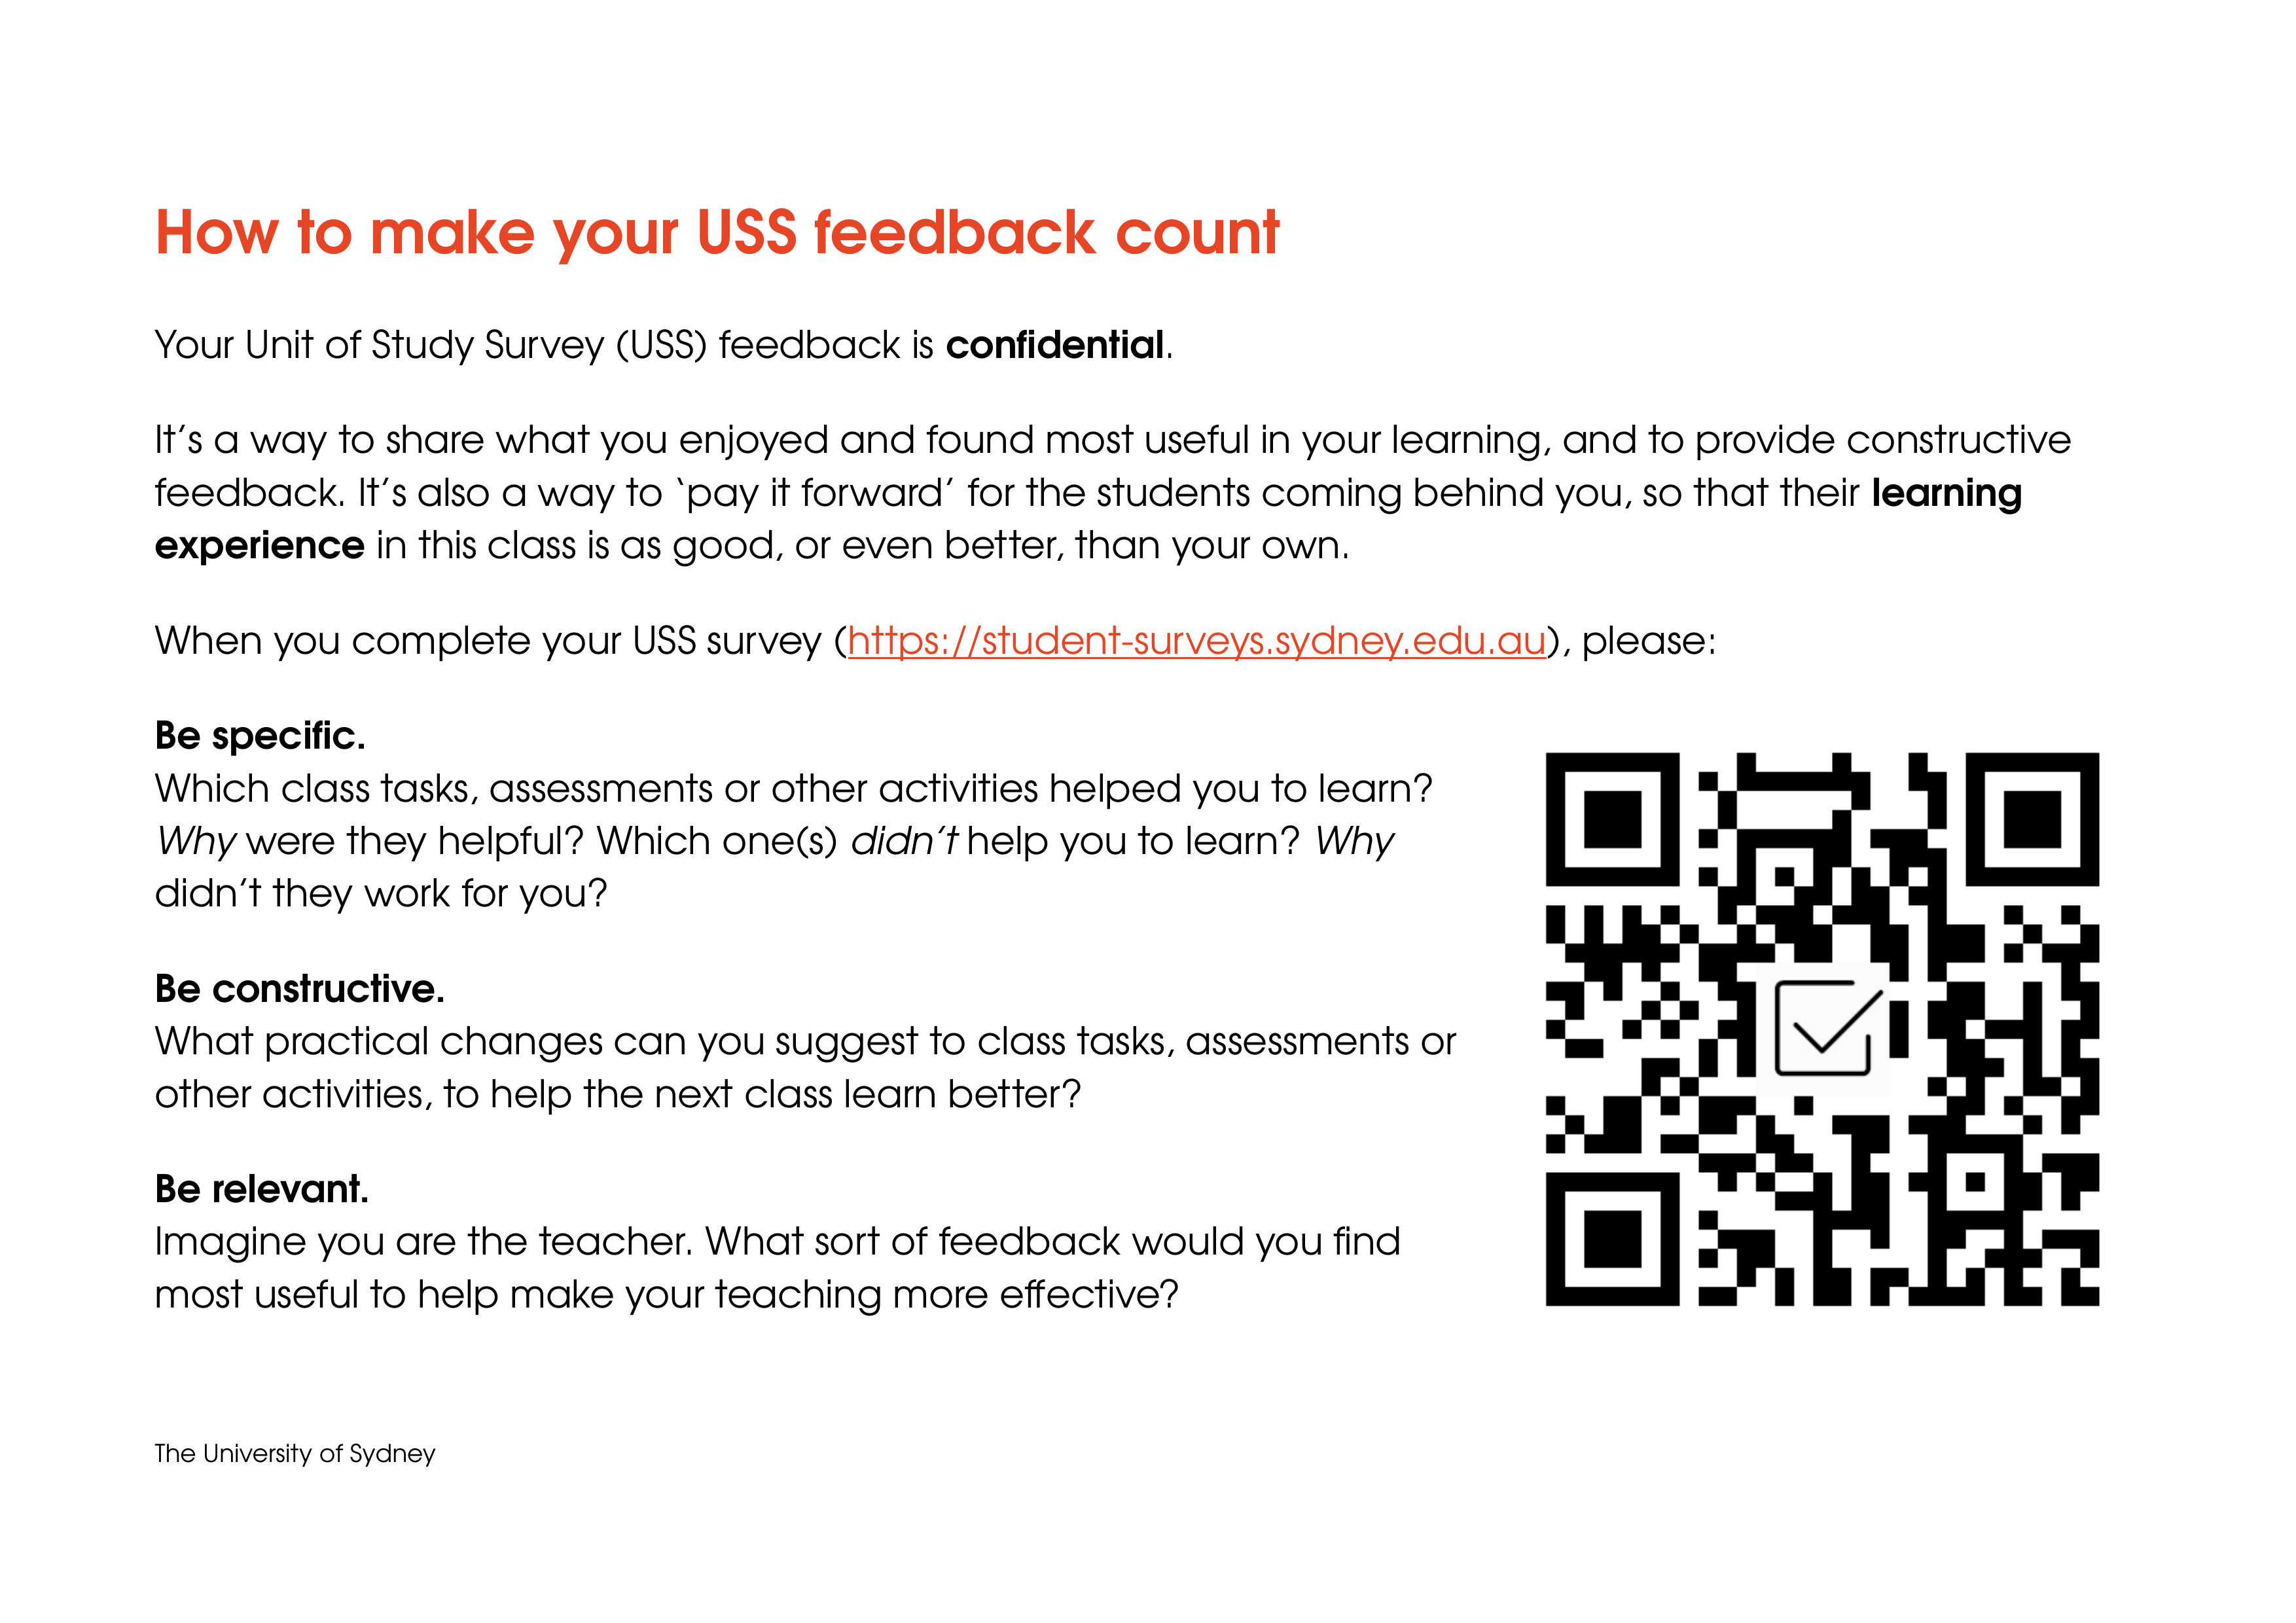 How to make your USS feedback count
Your Unit of Study Survey (USS) feedback is confidential.
It’s a way to share what you enjoyed and found most useful in your learning, and to provide constructive
feedback. It’s also a way to ‘pay it forward’ for the students coming behind you, so that their learning
experience in this class is as good, or even better, than your own.
When you complete your USS survey (https://student-surveys.sydney.edu.au), please:
Be specific.
Which class tasks, assessments or other activities helped you to learn?
Why were they helpful? Which one(s) didn’t help you to learn? Why
didn’t they work for you?
Be constructive.
What practical changes can you suggest to class tasks, assessments or
other activities, to help the next class learn better?
Be relevant.
Imagine you are the teacher. What sort of feedback would you find
most useful to help make your teaching more effective?
The University of Sydney